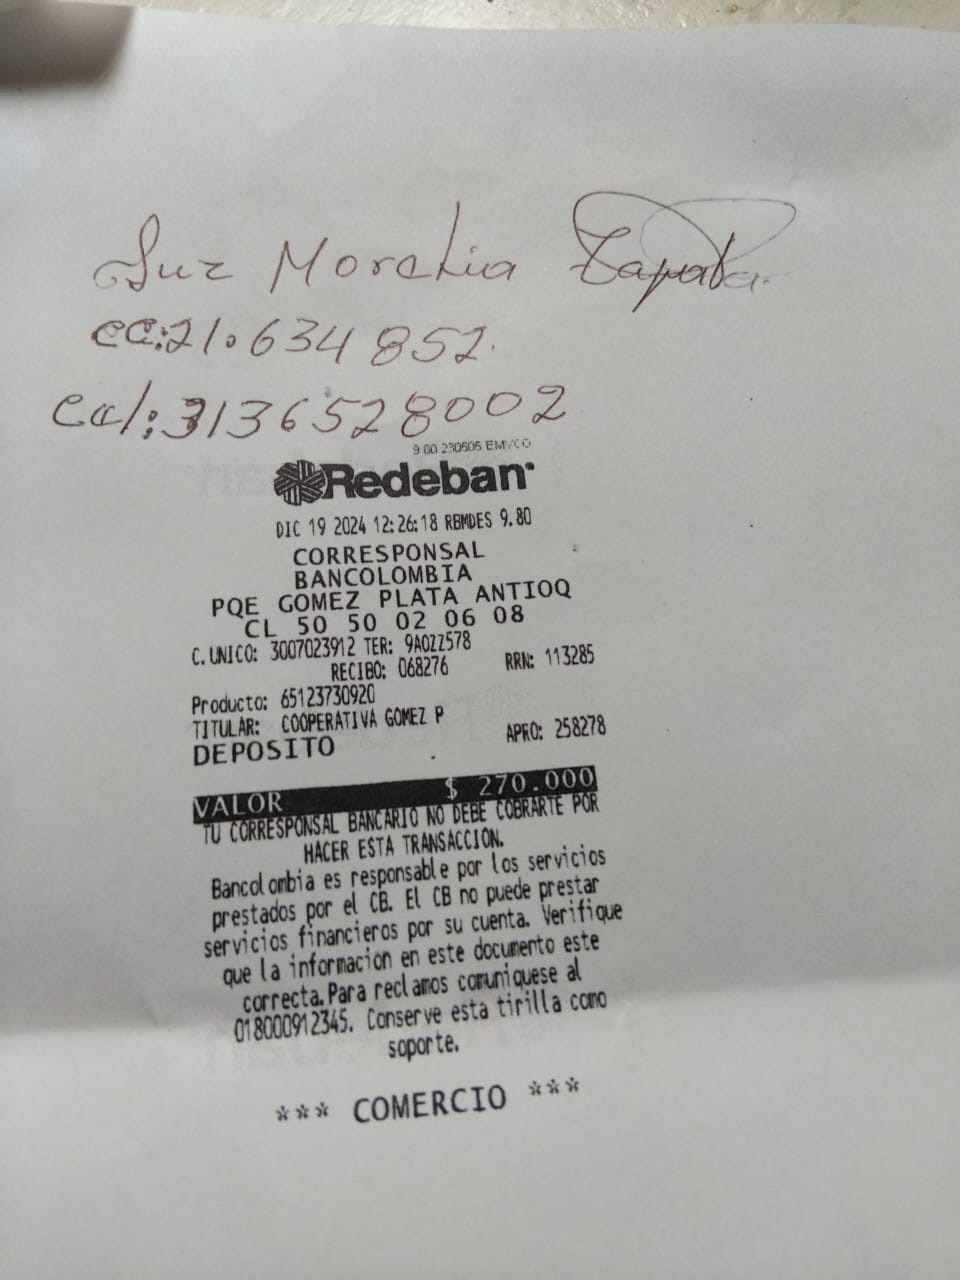 Luz Morelia Zapata
cc: 21.634 852.
cel: 3136528002
9.00 230505 EMVCO
Redeban
DIC 19 2024 12:26:18 RBMDES 9.80
CORRESPONSAL
BANCOLOMBIA
PQE GOMEZ PLATA ANTIOQ
CL 50 50 02 06 08
C. UNICO: 3007023912 TER: 9AOZZ578
RECIBO: 068276 RRN: 113285
Producto: 65123730920
TITULAR: COOPERATIVA GOMEZ P
DEPOSITO APRO: 258278
VALOR $ 270.000
TU CORRESPONSAL BANCARIO NO DEBE COBRARTE POR
HACER ESTA TRANSACCION.
Bancolombia es responsable por los servicios
prestados por el CB. El CB no puede prestar
servicios financieros por su cuenta. Verifique
que la informacion en este documento este
correcta. Para reclamos comuniquese al
018000912345. Conserve esta tirilla como
soporte.
*** COMERCIO ***